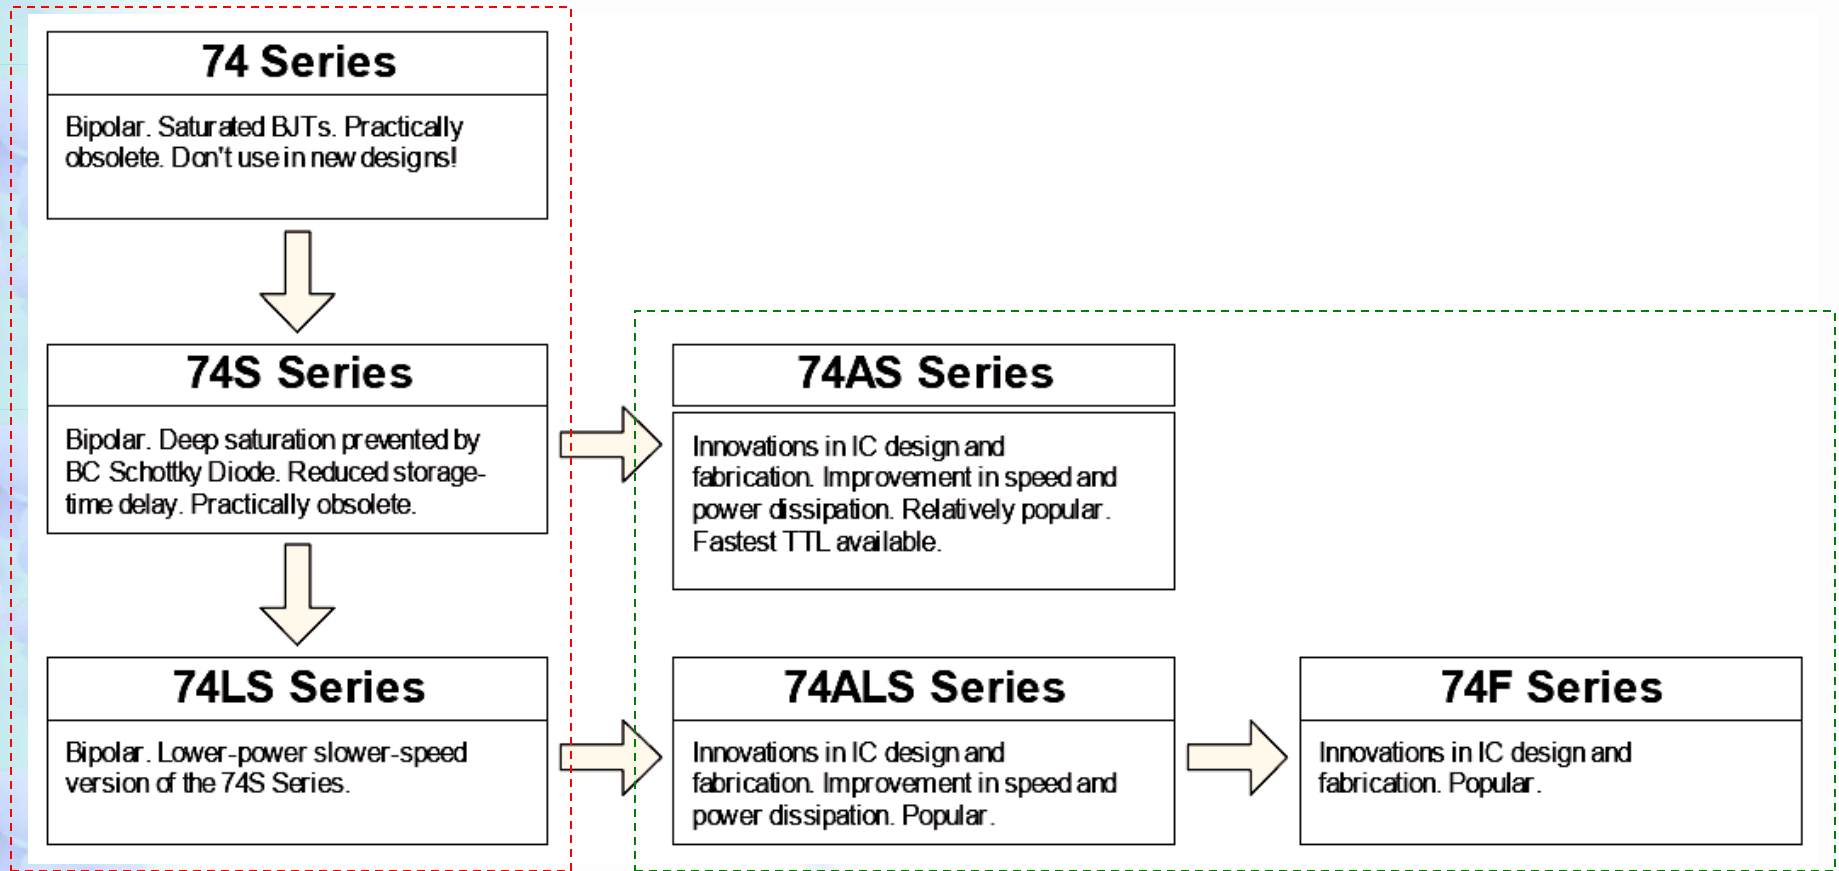 74 Series
Bipolar. Saturated BJTs. Practically
obsolete. Don't use in new designs!
74S Series
Bipolar. Deep saturation prevented by
BC Schottky Diode. Reduced storage-
time delay. Practically obsolete.
74AS Series
Innovations in IC design and
fabrication. Improvement in speed and
power dissipation. Relatively popular.
Fastest TTL available.
74LS Series
Bipolar. Lower-power slower-speed
version of the 74S Series.
74ALS Series
Innovations in IC design and
fabrication. Improvement in speed and
power dissipation. Popular.
74F Series
Innovations in IC design and
fabrication. Popular.